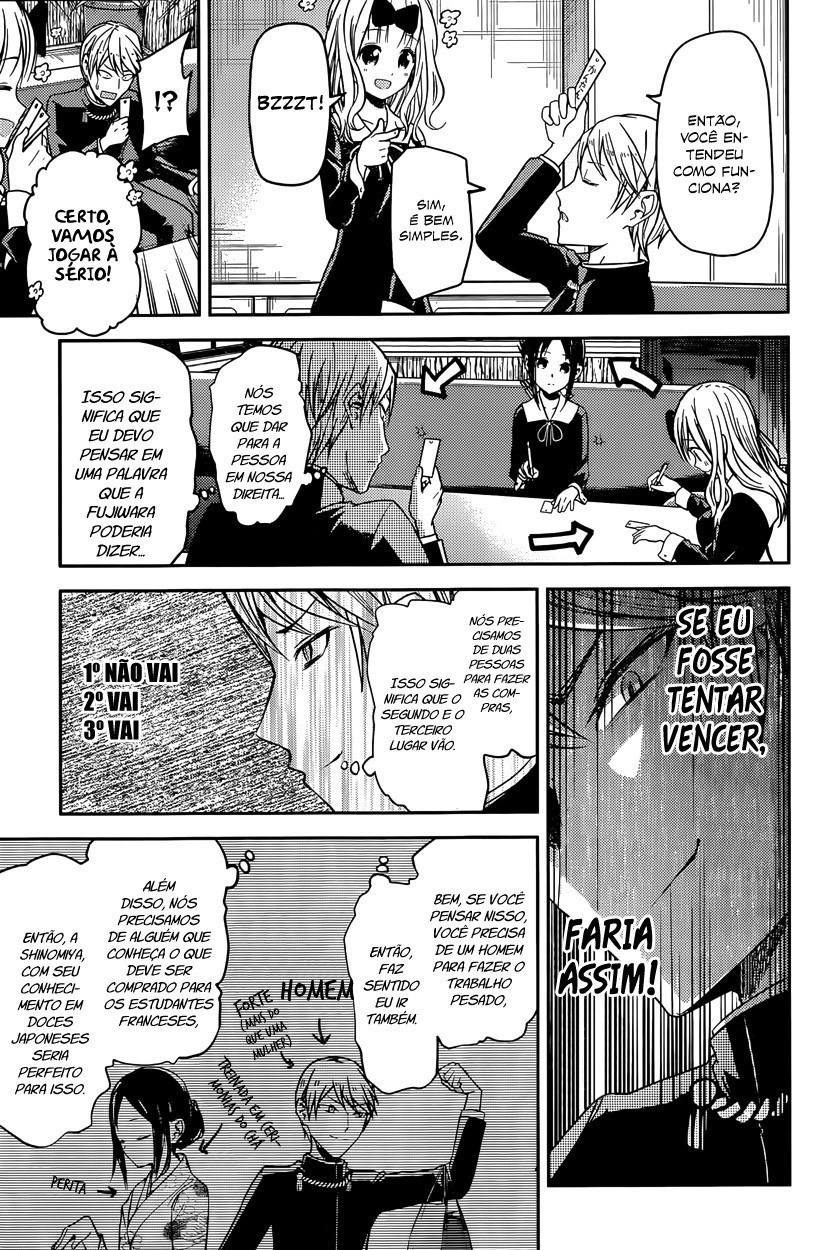 ENTÃO,
VOCÊ EN-
TENDEU
COMO FUN-
CIONA?
BZZZT!
SIM,
É BEM
SIMPLES.
!?
CERTO,
VAMOS
JOGAR À
SÉRIO!
NÓS
TEMOS
QUE DAR
PARA A
PESSOA
EM NOSSA
DIREITA...
ISSO SIG-
NIFICA QUE
EU DEVO
PENSAR EM
UMA PALAVRA
QUE A
FUJIWARA
PODERIA
DIZER...
SE EU
FOSSE
TENTAR
VENCER,
FARIA
ASSIM!
NÓS PRE-
CISAMOS
DE DUAS
PESSOAS
PARA FAZER
AS COM-
PRAS,
ISSO SIG-
NIFICA QUE O
SEGUNDO E O
TERCEIRO
LUGAR VÃO.
1º NÃO VAI
2º VAI
3º VAI
BEM, SE VOCÊ
PENSAR NISSO,
VOCÊ PRECISA
DE UM HOMEM
PARA FAZER O
TRABALHO
PESADO,
ENTÃO,
FAZ
SENTIDO
EU IR
TAMBÉM.
ALÉM
DISSO, NÓS
PRECISAMOS
DE ALGUÉM QUE
CONHEÇA O QUE
DEVE SER
COMPRADO PARA
OS ESTUDANTES
FRANCESES,
ENTÃO, A
SHINOMIYA,
COM SEU
CONHECI-
MENTO EM
DOCES
JAPONESES
SERIA
PERFEITO
PARA ISSO.
HOMEM
FORTE
(MAIS DO
QUE UMA
MULHER)
TREINADA EM CERI-
MONIAS DO CHÁ
PERITA